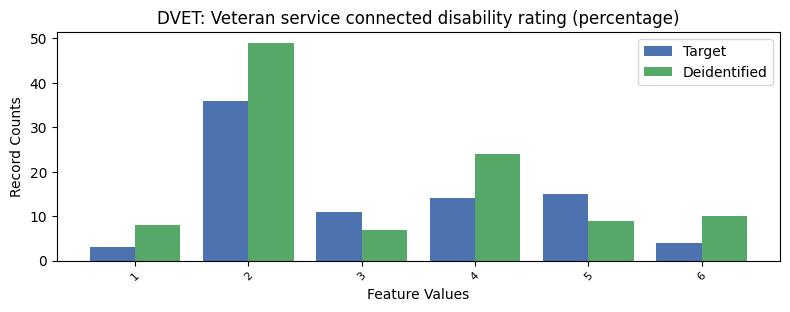 DVET: Veteran service connected disability rating (percentage)
Target
Deidentified
Record Counts
50
40
30
20
10
0
1 2 3 4 5 6
Feature Values